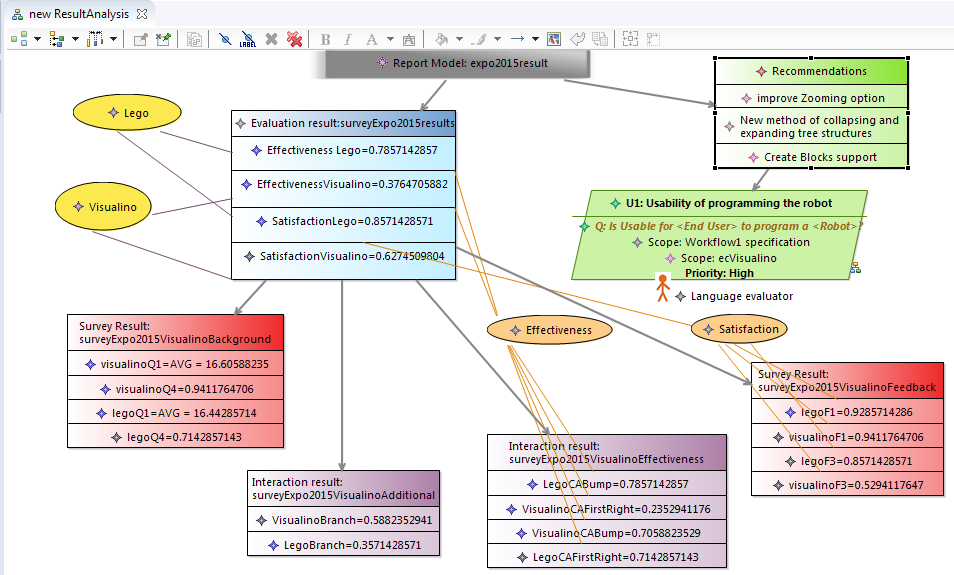 new ResultAnalysis
LABEL
B I A A
Report Model: expo2015result
Recommendations
improve Zooming option
New method of collapsing and
expanding tree structures
Create Blocks support
Lego
Visualino
Evaluation result:surveyExpo2015results
Effectiveness Lego=0.7857142857
EffectivenessVisualino=0.3764705882
SatisfactionLego=0.8571428571
SatisfactionVisualino=0.6274509804
U1: Usability of programming the robot
Q: Is Usable for <End User> to program a <Robot>?
Scope: Workflow1 specification
Scope: ecVisualino
Priority: High
Language evaluator
Effectiveness
Satisfaction
Survey Result:
surveyExpo2015VisualinoBackground
visualinoQ1=AVG = 16.60588235
visualinoQ4=0.9411764706
legoQ1=AVG = 16.44285714
legoQ4=0.7142857143
Survey Result:
surveyExpo2015VisualinoFeedback
legoF1=0.9285714286
visualinoF1=0.9411764706
legoF3=0.8571428571
visualinoF3=0.5294117647
Interaction result:
surveyExpo2015VisualinoAdditional
VisualinoBranch=0.5882352941
LegoBranch=0.3571428571
Interaction result:
surveyExpo2015VisualinoEffectiveness
LegoCABump=0.7857142857
VisualinoCAFirstRight=0.2352941176
VisualinoCABump=0.7058823529
LegoCAFirstRight=0.7142857143